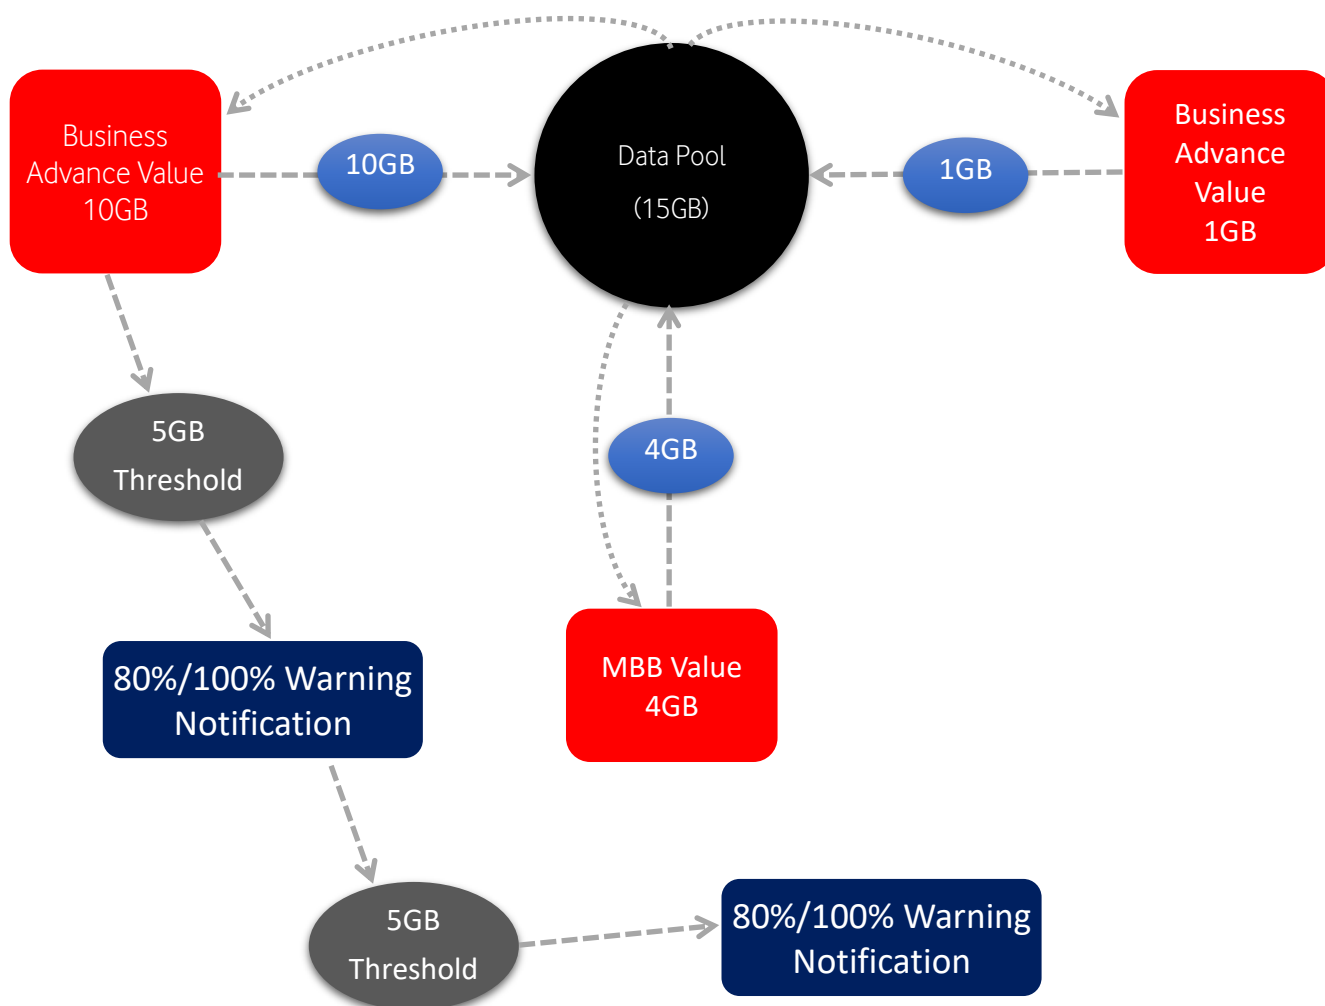 Business
Advance Value
10GB
10GB
Data Pool
(15GB)
1GB
Business
Advance
Value
1GB
5GB
Threshold
4GB
80%/100% Warning
Notification
MBB Value
4GB
5GB
Threshold
80%/100% Warning
Notification